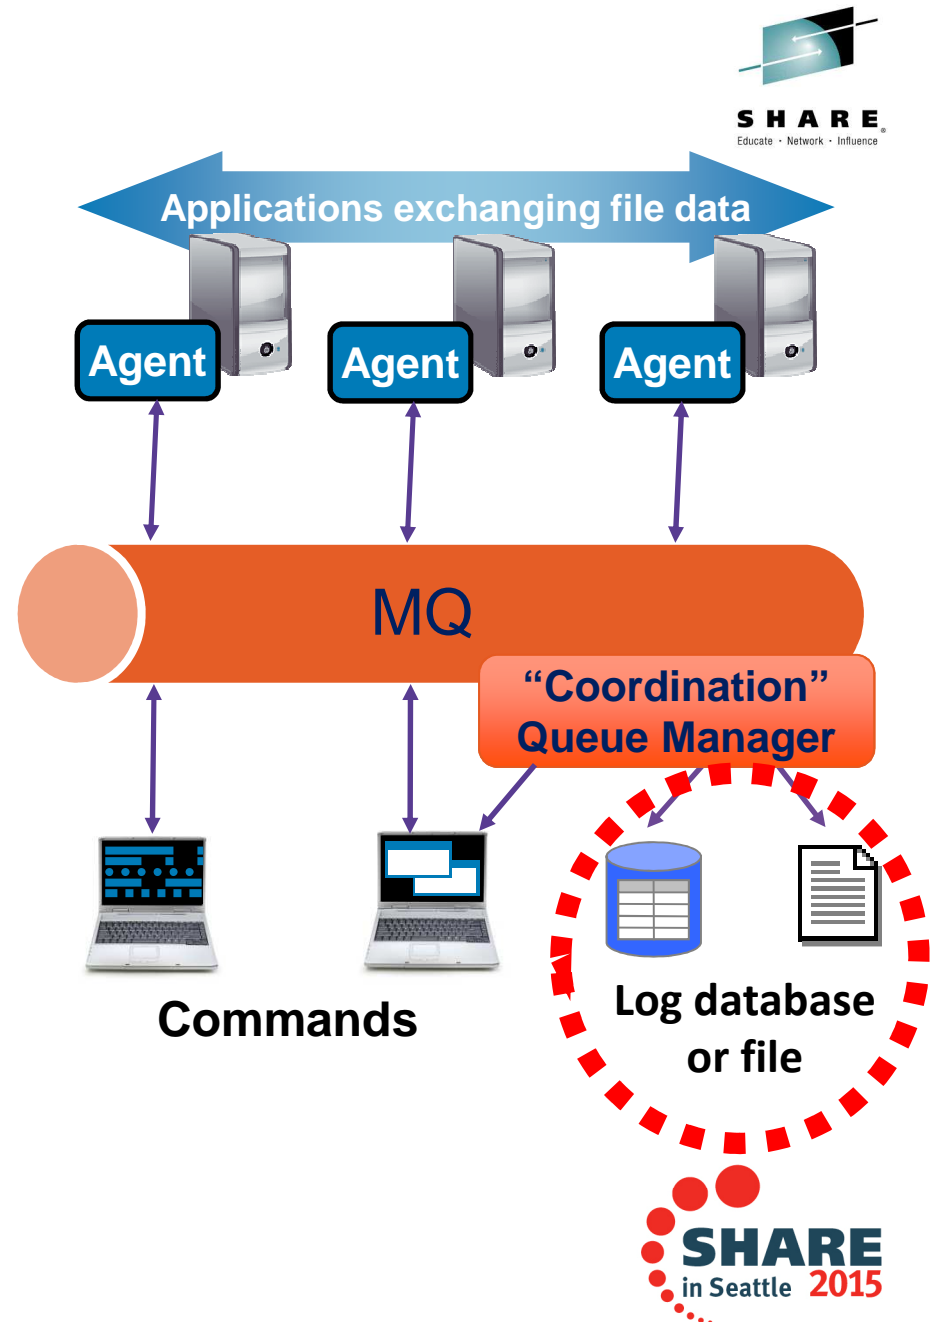 SHARE®
Educate · Network · Influence
Applications exchanging file data
Agent
Agent
Agent
MQ
“Coordination”
Queue Manager
Commands
Log database
or file
SHARE
in Seattle 2015